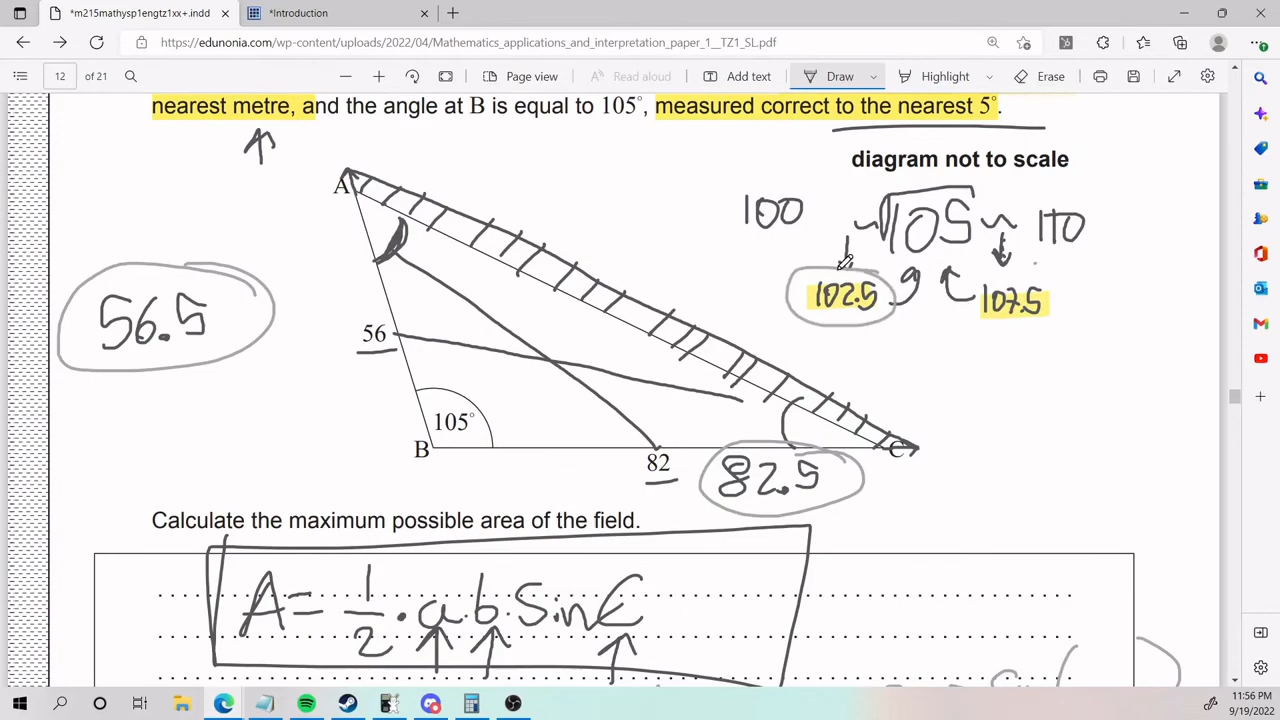 *m215mathysp1engtz1xx+.indd
*Introduction
https://edunonia.com/wp-content/uploads/2022/04/Mathematics_applications_and_interpretation_paper_1__TZ1_SL.pdf
12 of 21
Page view
Read aloud
Add text
Draw
Highlight
Erase
nearest metre, and the angle at B is equal to 105°, measured correct to the nearest 5°.
diagram not to scale
A
100 105 110
102.5 107.5
56.5
56
105°
B
C
82
82.5
Calculate the maximum possible area of the field.
A = 1/2 · a · b · Sin C
11:56 PM
9/19/2022